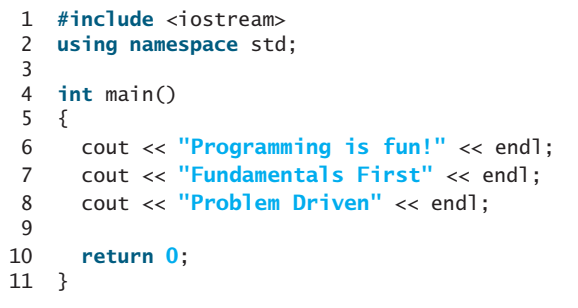 1 #include <iostream>
2 using namespace std;
3
4 int main()
5 {
6 cout << "Programming is fun!" << endl;
7 cout << "Fundamentals First" << endl;
8 cout << "Problem Driven" << endl;
9
10 return 0;
11 }